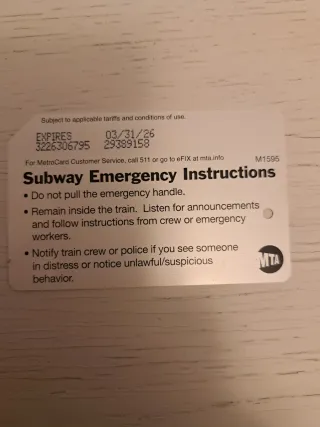 Subject to applicable tariffs and conditions of use.
EXPIRES 03/31/26
3226306795 29389158
For MetroCard Customer Service, call 511 or go to eFIX at mta.info M1595
Subway Emergency Instructions
• Do not pull the emergency handle.
• Remain inside the train. Listen for announcements
and follow instructions from crew or emergency
workers.
• Notify train crew or police if you see someone
in distress or notice unlawful/suspicious
behavior.
MTA